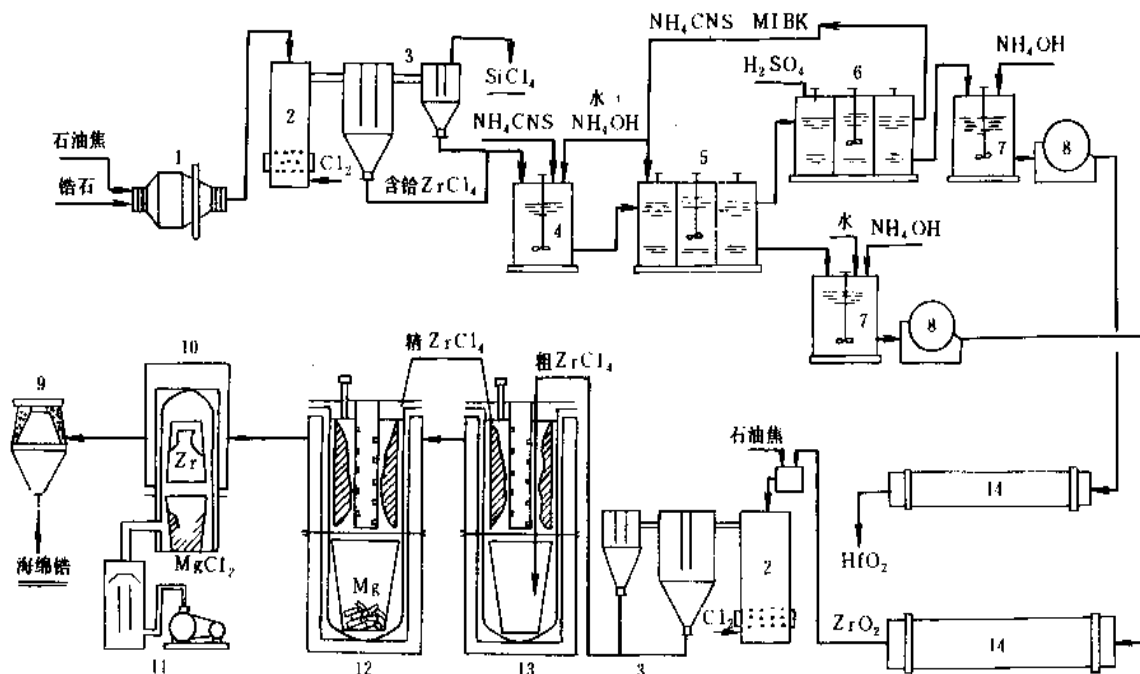 NH₄CNS MIBK
3
NH₄OH
H₂SO₄
6
SiCl₄
水
2
NH₄CNS
NH₄OH
石油焦
1
5
7
8
Cl₂
锆石
含铪ZrCl₄
4
水
NH₄OH
7
8
精ZrCl₄
10
粗ZrCl₄
9
石油焦
Zr
14
MgCl₂
HfO₂
海绵锆
Mg
2
Cl₂
ZrO₂
14
11
12
13
3